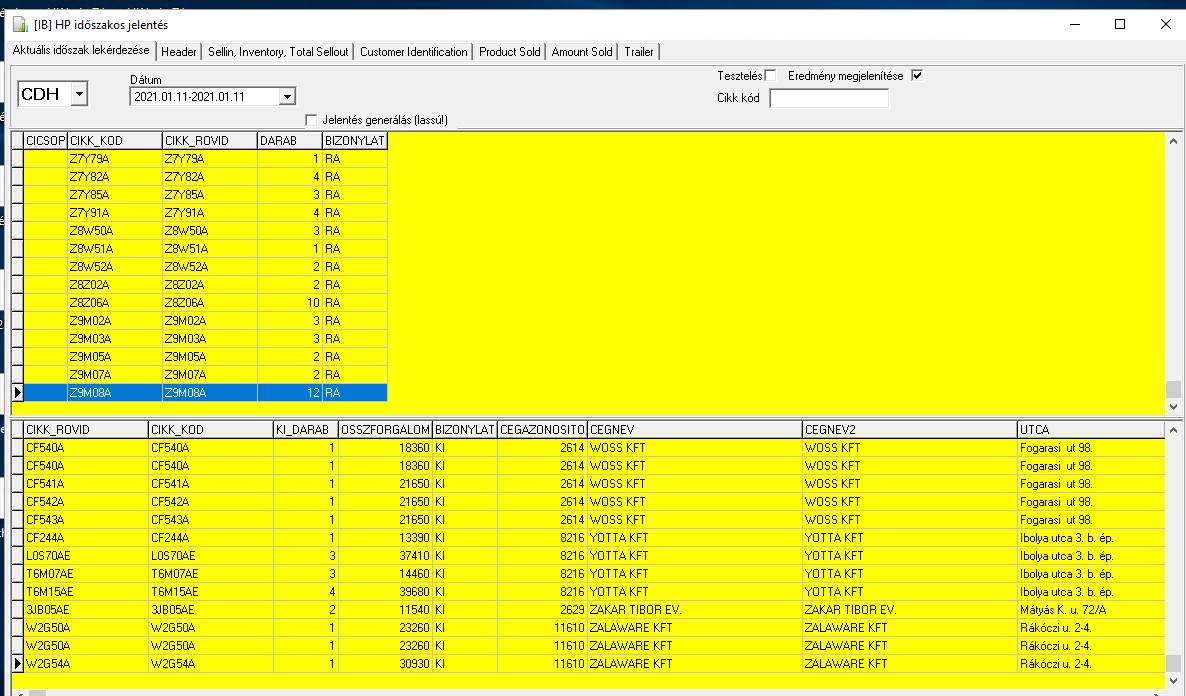 [IB] HP időszakos jelentés
Aktuális időszak lekérdezése Header Sellin, Inventory, Total Sellout Customer Identification Product Sold Amount Sold Trailer
CDH
Dátum
2021.01.11-2021.01.11
Tesztelés Eredmény megjelenítése
Cikk kód
Jelentés generálás (lassú!)
CICSOP CIKK_KOD CIKK_ROVID DARAB BIZONYLAT
Z7Y79A Z7Y79A 1 RA
Z7Y82A Z7Y82A 4 RA
Z7Y85A Z7Y85A 3 RA
Z7Y91A Z7Y91A 4 RA
Z8W50A Z8W50A 3 RA
Z8W51A Z8W51A 1 RA
Z8W52A Z8W52A 2 RA
Z8Z02A Z8Z02A 2 RA
Z8Z06A Z8Z06A 10 RA
Z9M02A Z9M02A 3 RA
Z9M03A Z9M03A 3 RA
Z9M05A Z9M05A 2 RA
Z9M07A Z9M07A 2 RA
Z9M08A Z9M08A 12 RA
CIKK_ROVID CIKK_KOD KI_DARAB OSSZFORGALOM BIZONYLAT CEGAZONOSITO CEGNEV CEGNEV2 UTCA
CF540A CF540A 1 18360 KI 2614 WOSS KFT WOSS KFT Fogarasi út 98.
CF540A CF540A 1 18360 KI 2614 WOSS KFT WOSS KFT Fogarasi út 98.
CF541A CF541A 1 21650 KI 2614 WOSS KFT WOSS KFT Fogarasi út 98.
CF542A CF542A 1 21650 KI 2614 WOSS KFT WOSS KFT Fogarasi út 98.
CF543A CF543A 1 21650 KI 2614 WOSS KFT WOSS KFT Fogarasi út 98.
CF244A CF244A 1 13390 KI 8216 YOTTA KFT YOTTA KFT Ibolya utca 3. b. ép.
L0S70AE L0S70AE 3 37410 KI 8216 YOTTA KFT YOTTA KFT Ibolya utca 3. b. ép.
T6M07AE T6M07AE 3 14460 KI 8216 YOTTA KFT YOTTA KFT Ibolya utca 3. b. ép.
T6M15AE T6M15AE 4 39680 KI 8216 YOTTA KFT YOTTA KFT Ibolya utca 3. b. ép.
3JB05AE 3JB05AE 2 11540 KI 2629 ZAKAR TIBOR EV. ZAKAR TIBOR EV. Mátyás K. u. 72/A
W2G50A W2G50A 1 23260 KI 11610 ZALAWARE KFT ZALAWARE KFT Rákóczi u. 2-4.
W2G50A W2G50A 1 23260 KI 11610 ZALAWARE KFT ZALAWARE KFT Rákóczi u. 2-4.
W2G54A W2G54A 1 30930 KI 11610 ZALAWARE KFT ZALAWARE KFT Rákóczi u. 2-4.